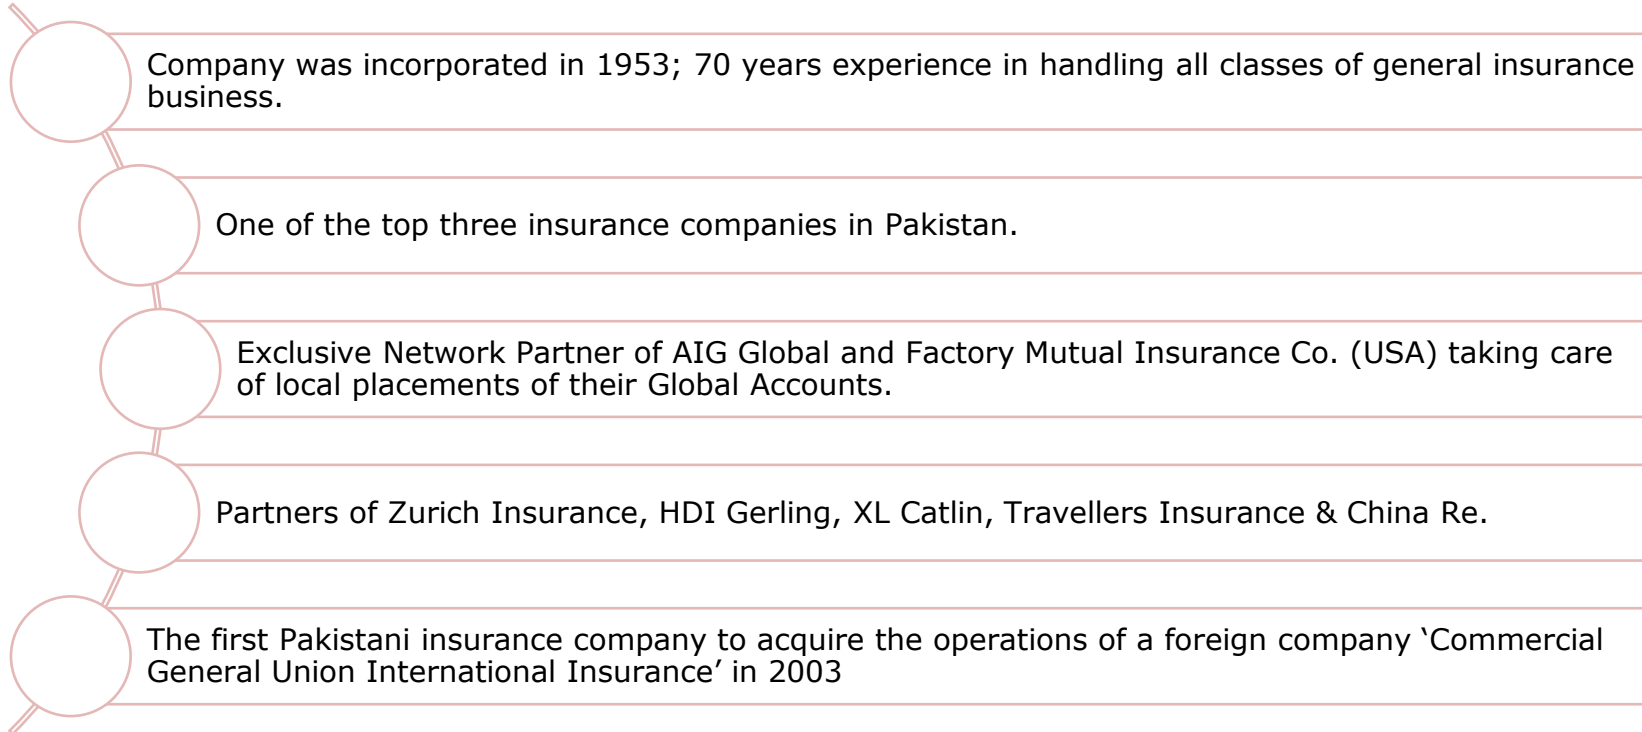 Company was incorporated in 1953; 70 years experience in handling all classes of general insurance
business.
One of the top three insurance companies in Pakistan.
Exclusive Network Partner of AIG Global and Factory Mutual Insurance Co. (USA) taking care
of local placements of their Global Accounts.
Partners of Zurich Insurance, HDI Gerling, XL Catlin, Travellers Insurance & China Re.
The first Pakistani insurance company to acquire the operations of a foreign company ‘Commercial
General Union International Insurance’ in 2003